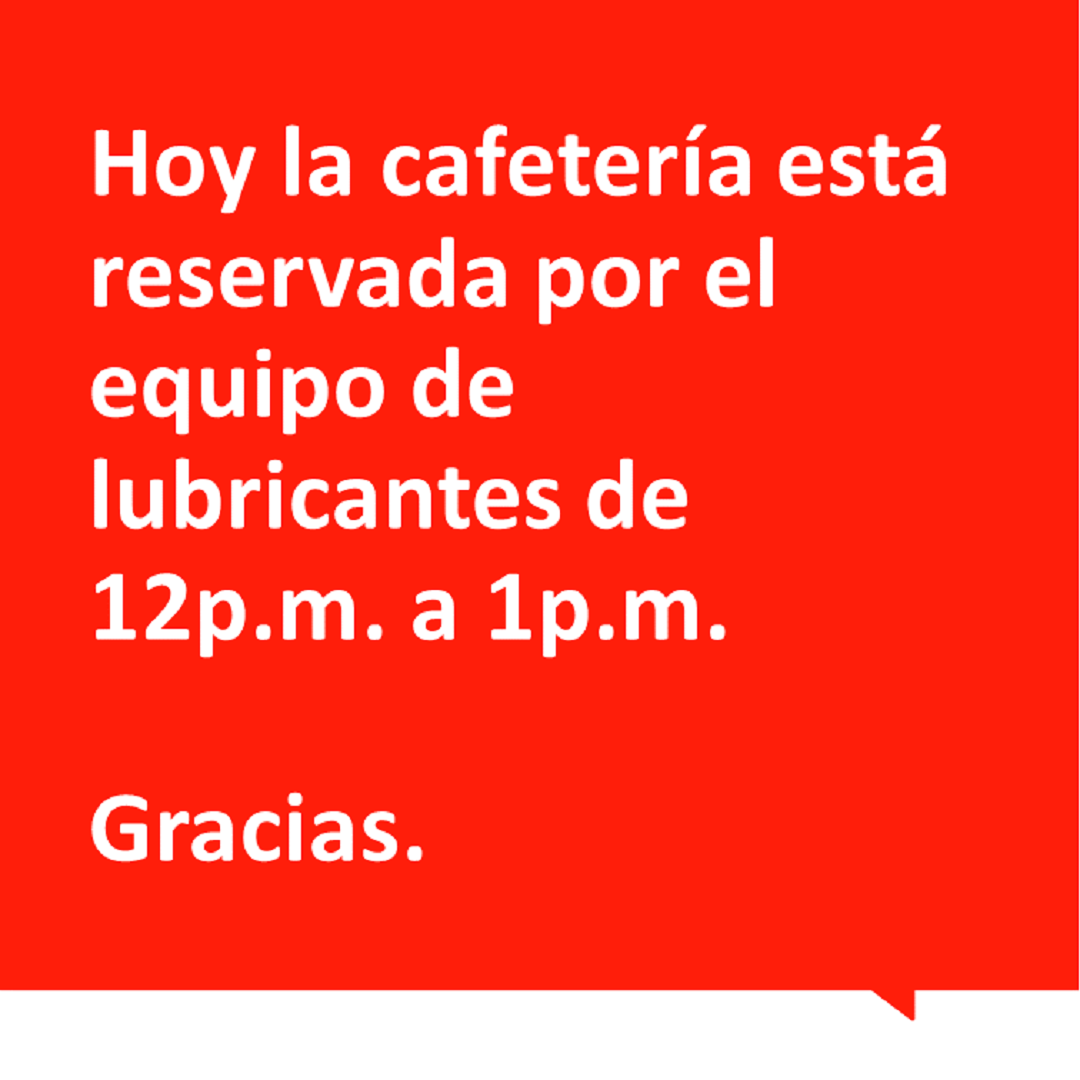 Hoy la cafetería está
reservada por el
equipo de
lubricantes de
12p.m. a 1p.m.
Gracias.